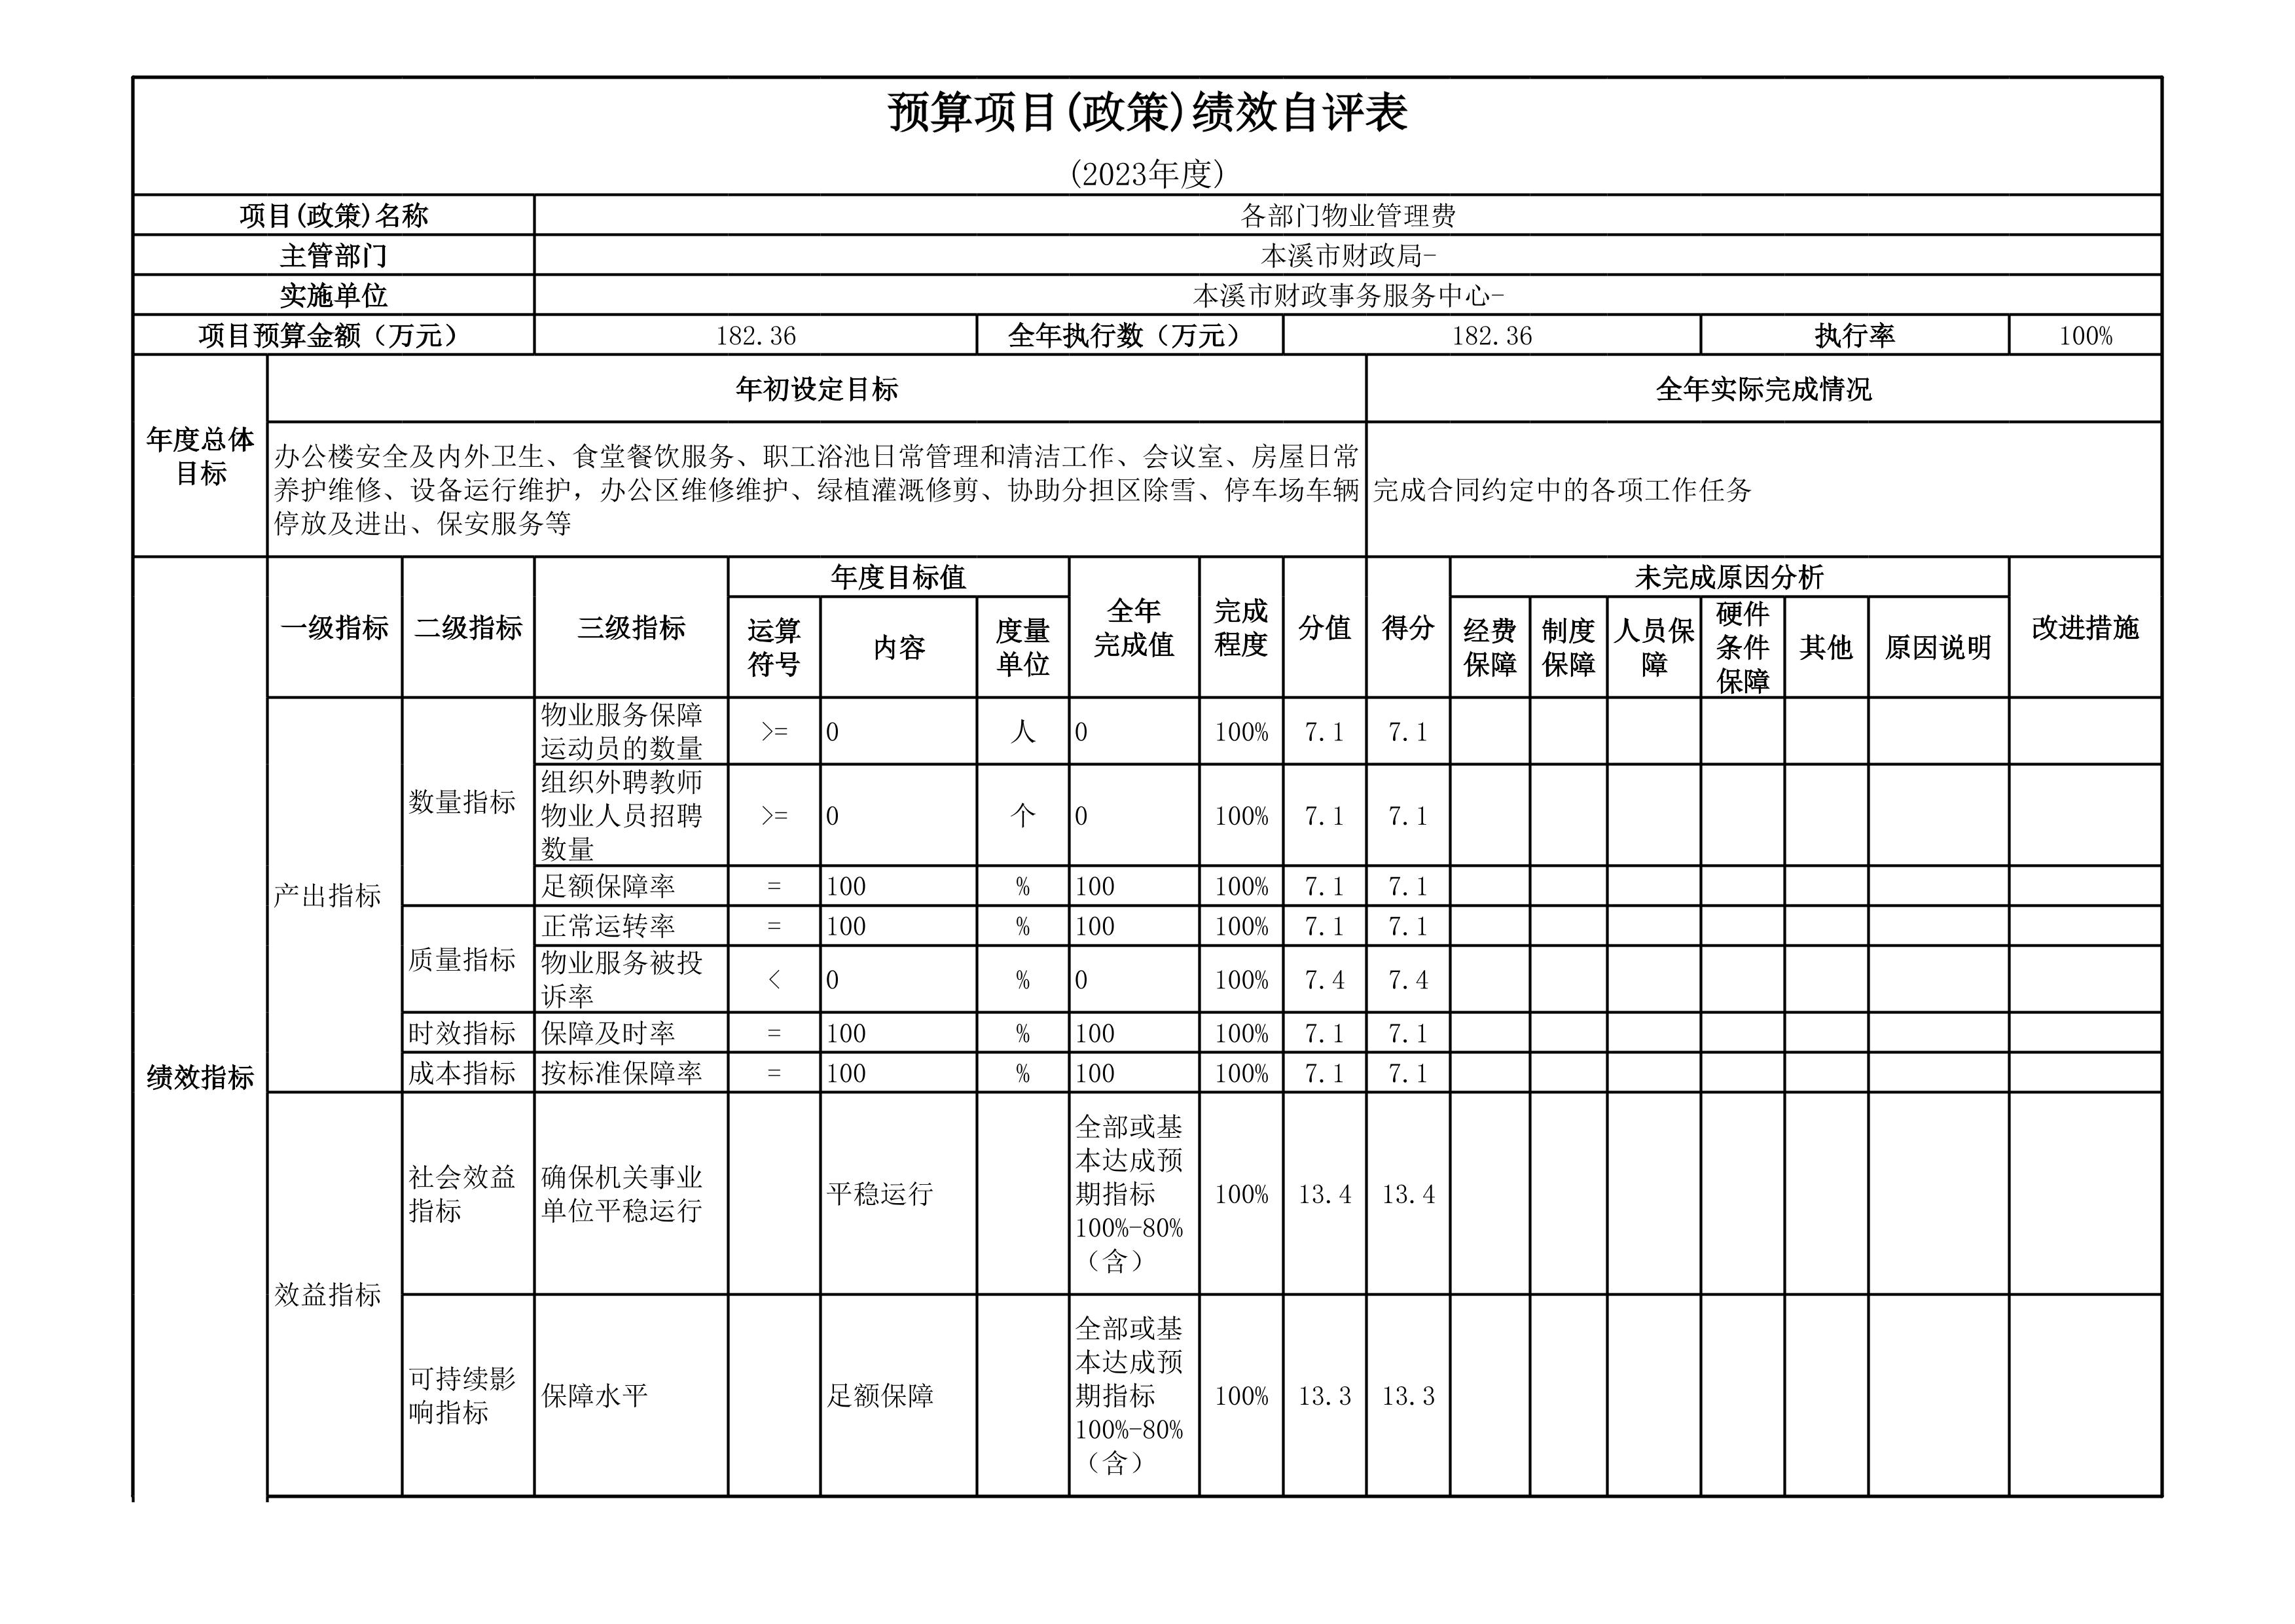 预算项目(政策)绩效自评表
(2023年度)
项目(政策)名称 各部门物业管理费
主管部门 本溪市财政局-
实施单位 本溪市财政事务服务中心-
项目预算金额（万元） 182.36 全年执行数（万元） 182.36 执行率 100%
年度总体
目标
年初设定目标 全年实际完成情况
办公楼安全及内外卫生、食堂餐饮服务、职工浴池日常管理和清洁工作、会议室、房屋日常
养护维修、设备运行维护，办公区维修维护、绿植灌溉修剪、协助分担区除雪、停车场车辆
停放及进出、保安服务等
完成合同约定中的各项工作任务
绩效指标
一级指标 二级指标 三级指标 年度目标值
运算
符号
内容
度量
单位
全年
完成值
完成
程度
分值 得分
未完成原因分析
经费
保障
制度
保障
人员保
障
硬件
条件
保障
其他 原因说明
改进措施
产出指标
数量指标
物业服务保障
运动员的数量
>= 0 人 0 100% 7.1 7.1
组织外聘教师
物业人员招聘
数量
>= 0 个 0 100% 7.1 7.1
足额保障率 = 100 % 100 100% 7.1 7.1
质量指标
正常运转率 = 100 % 100 100% 7.1 7.1
物业服务被投
诉率
< 0 % 0 100% 7.4 7.4
时效指标 保障及时率 = 100 % 100 100% 7.1 7.1
成本指标 按标准保障率 = 100 % 100 100% 7.1 7.1
效益指标
社会效益
指标
确保机关事业
单位平稳运行
平稳运行
全部或基
本达成预
期指标
100%-80%
（含）
100% 13.4 13.4
可持续影
响指标
保障水平
足额保障
全部或基
本达成预
期指标
100%-80%
（含）
100% 13.3 13.3